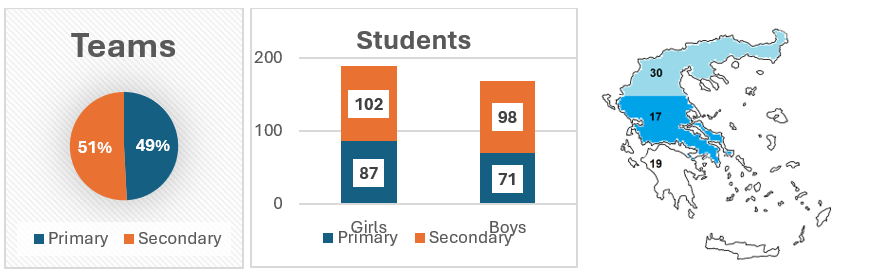 Teams
51% 49%
Primary Secondary
Students
200
100
0
102
87
98
71
Girls Boys
Primary Secondary
30
17
19